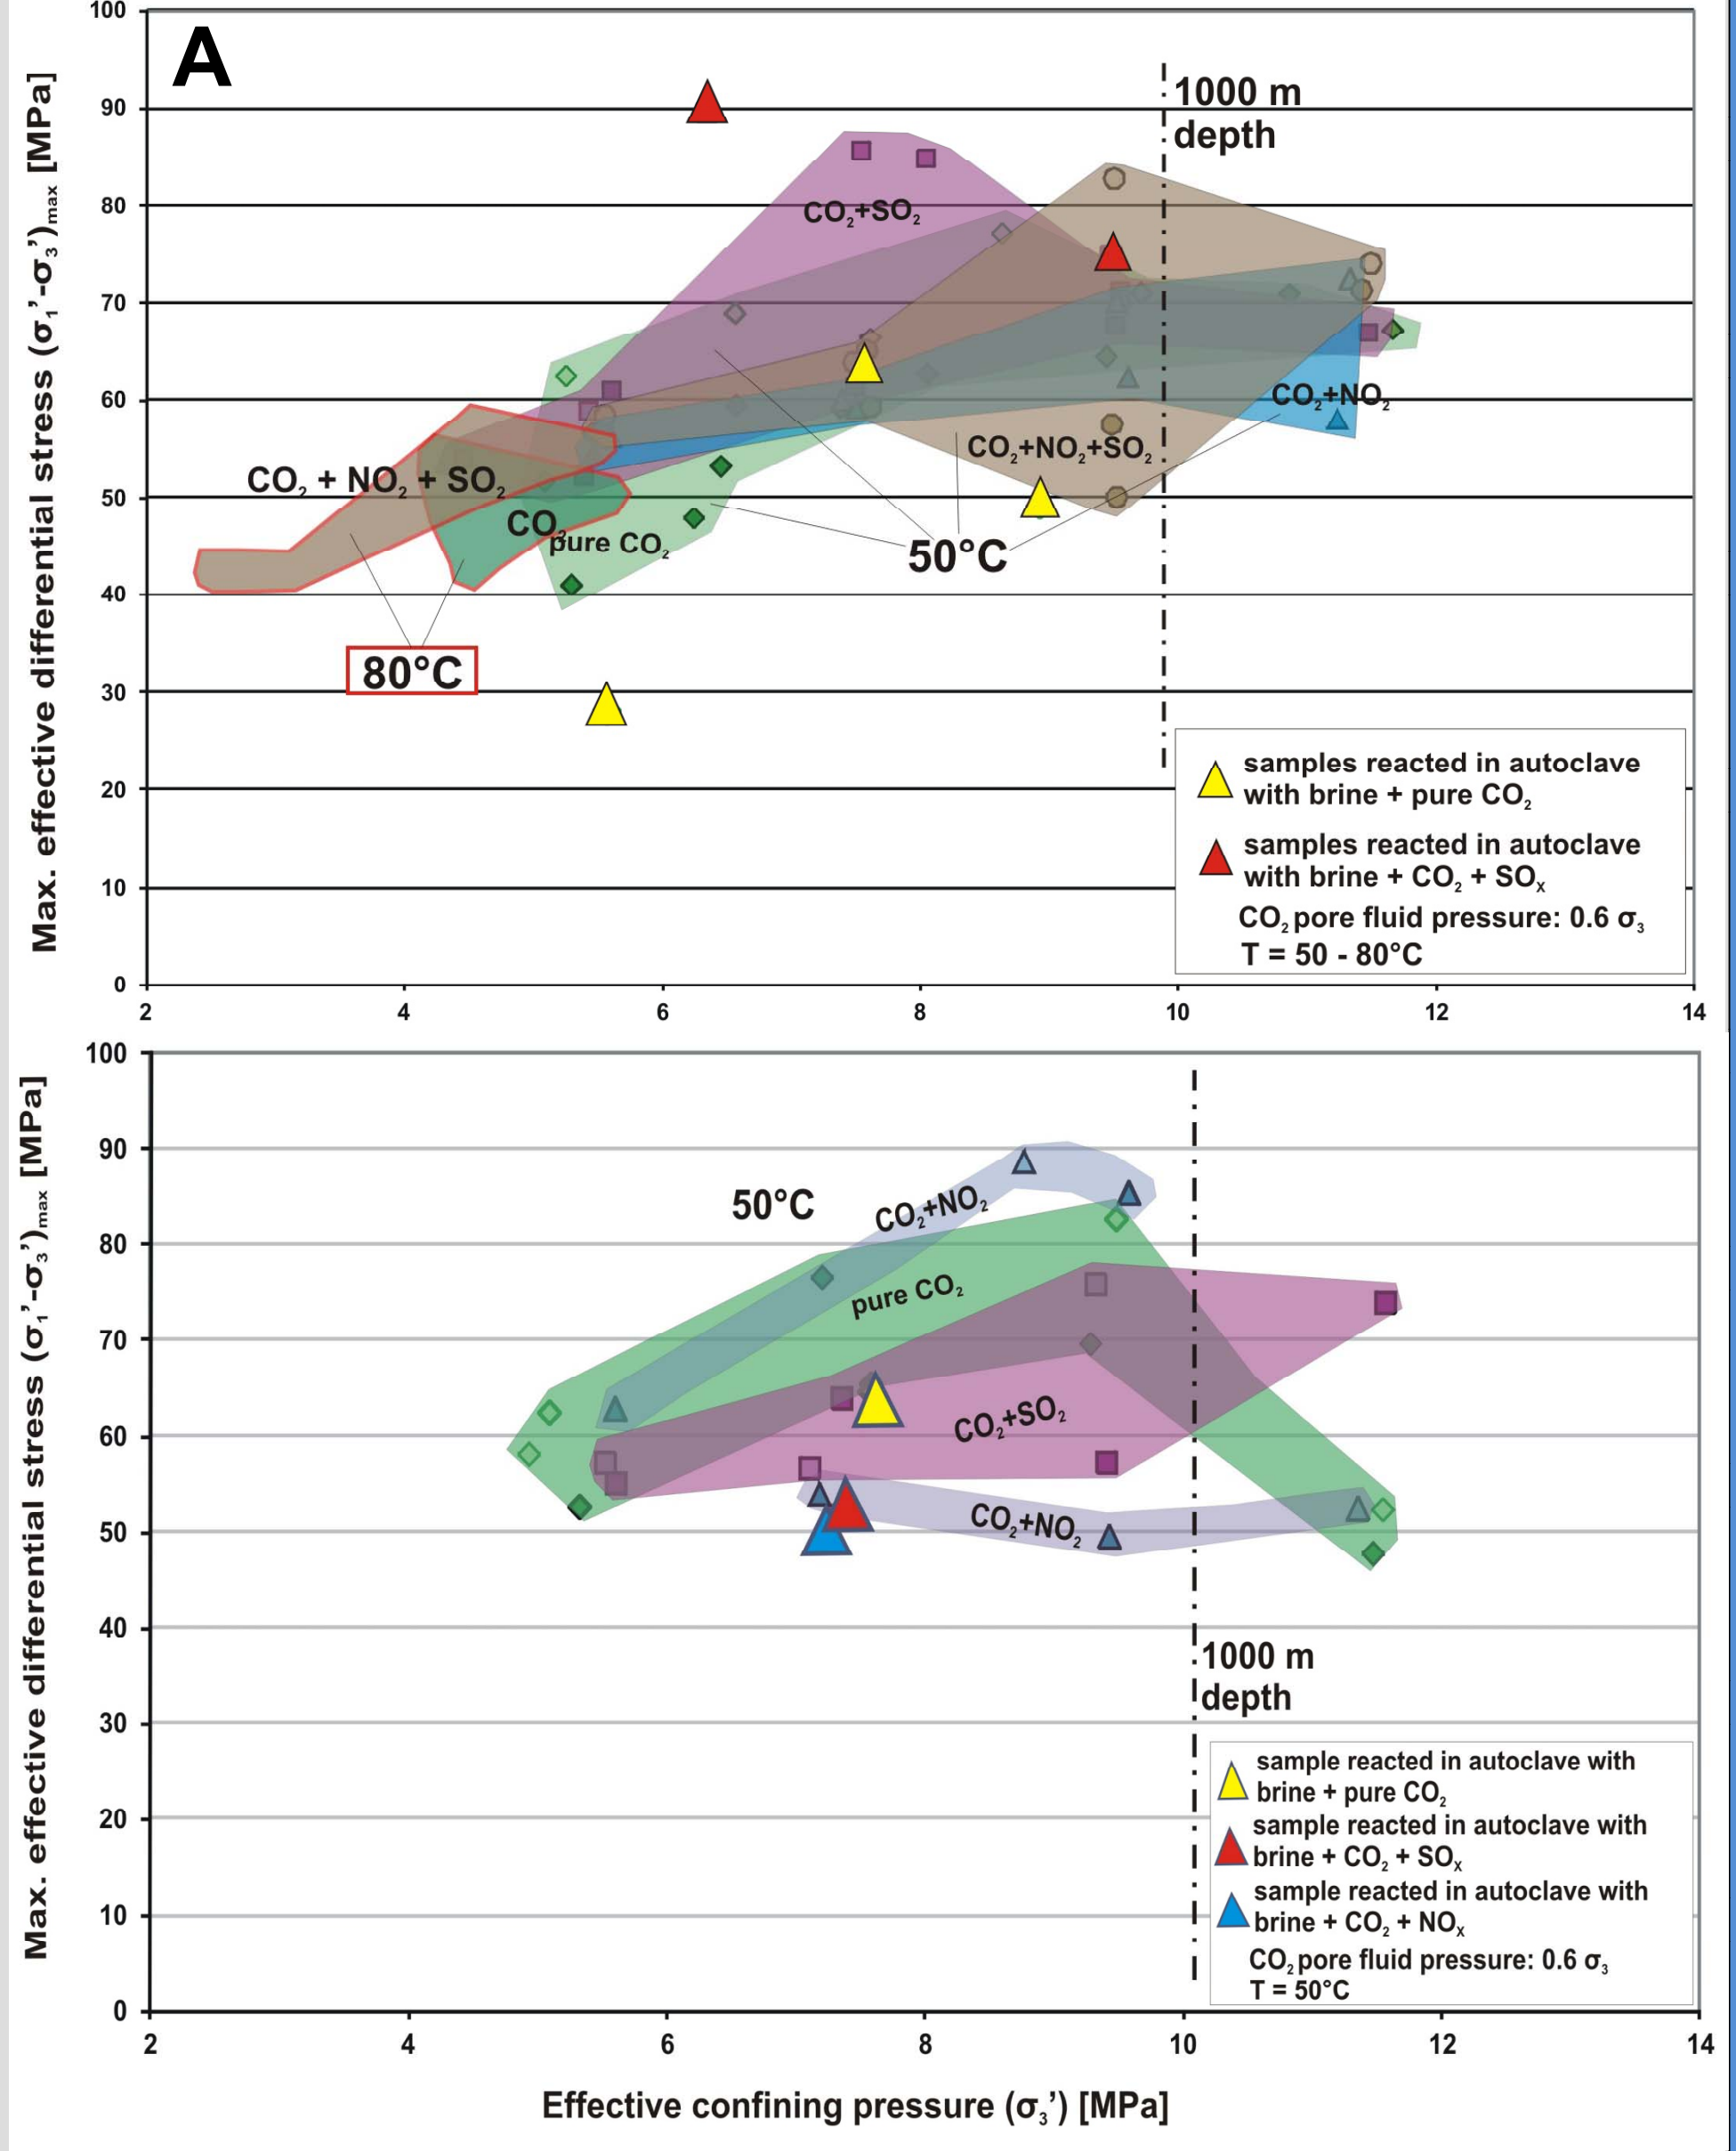 A
Max. effective differential stress (σ₁’-σ₃’)max [MPa]
100
90
80
70
60
50
40
30
20
10
0
1000 m
depth
CO₂+SO₂
CO₂+NO₂
CO₂+NO₂+SO₂
CO₂ + NO₂ + SO₂
CO₂
pure CO₂
50°C
80°C
samples reacted in autoclave
with brine + pure CO₂
samples reacted in autoclave
with brine + CO₂ + SOₓ
CO₂ pore fluid pressure: 0.6 σ₃
T = 50 - 80°C
2 4 6 8 10 12 14
Max. effective differential stress (σ₁’-σ₃’)max [MPa]
100
90
80
70
60
50
40
30
20
10
0
50°C
CO₂+NO₂
pure CO₂
CO₂+SO₂
CO₂+NO₂
1000 m
depth
sample reacted in autoclave with
brine + pure CO₂
sample reacted in autoclave with
brine + CO₂ + SOₓ
sample reacted in autoclave with
brine + CO₂ + NOₓ
CO₂ pore fluid pressure: 0.6 σ₃
T = 50°C
2 4 6 8 10 12 14
Effective confining pressure (σ₃’) [MPa]